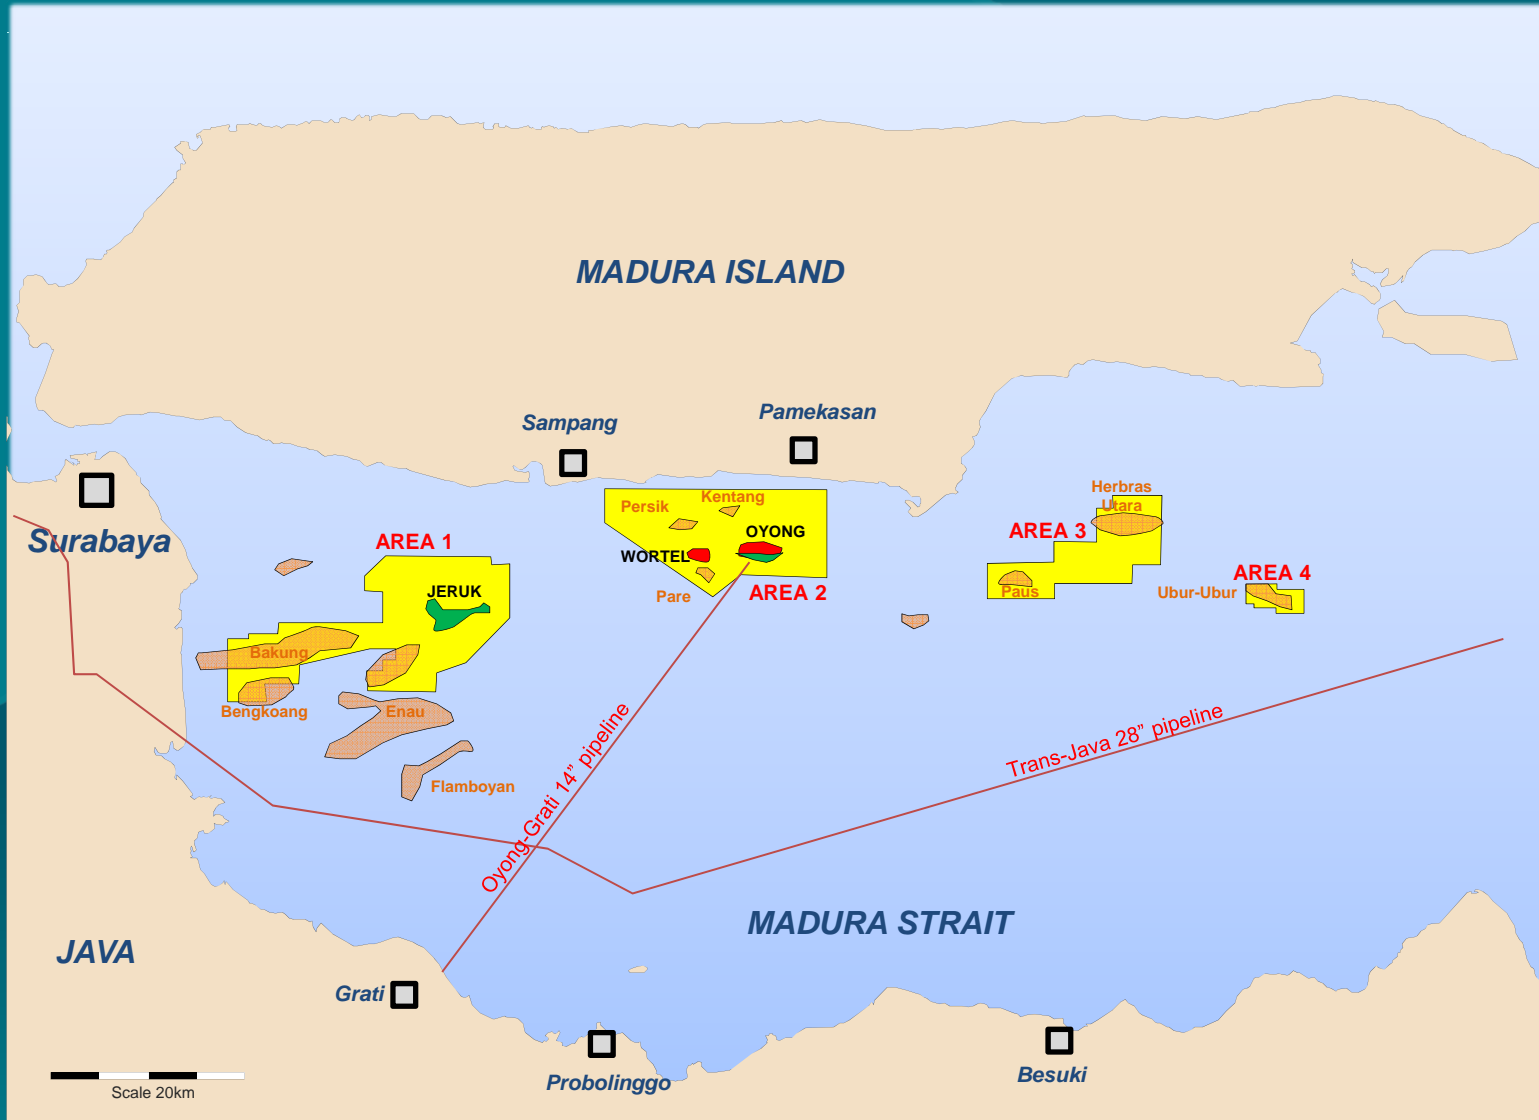 MADURA ISLAND
Pamekasan
Sampang
Surabaya
Herbras
Utara
Kentang
Persik
OYONG
AREA 3
AREA 1
WORTEL
AREA 4
JERUK
Pare
AREA 2
Paus
Ubur-Ubur
Bakung
Bengkoang
Enau
Flamboyan
Oyong-Grati 14” pipeline
Trans-Java 28” pipeline
MADURA STRAIT
JAVA
Grati
Besuki
Probolinggo
Scale 20km